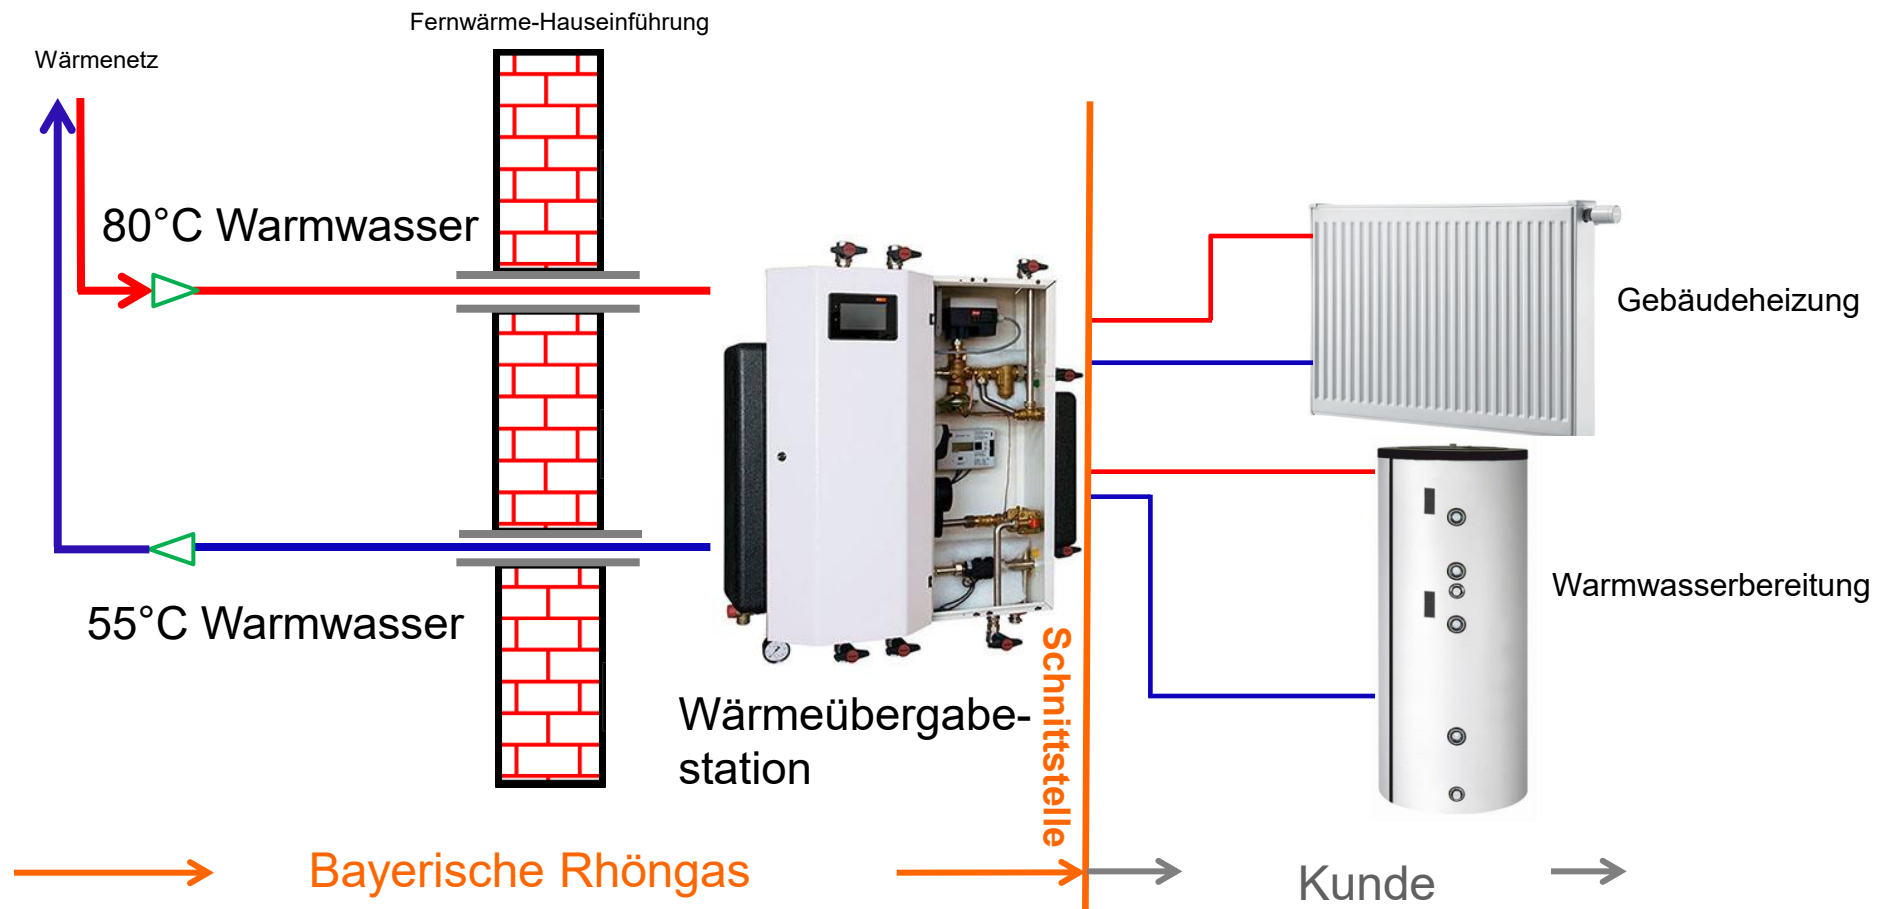 Fernwärme-Hauseinführung
Wärmenetz
80°C Warmwasser
Gebäudeheizung
55°C Warmwasser
Warmwasserbereitung
Wärmeübergabe-
station
Schnittstelle
Bayerische Rhöngas
Kunde